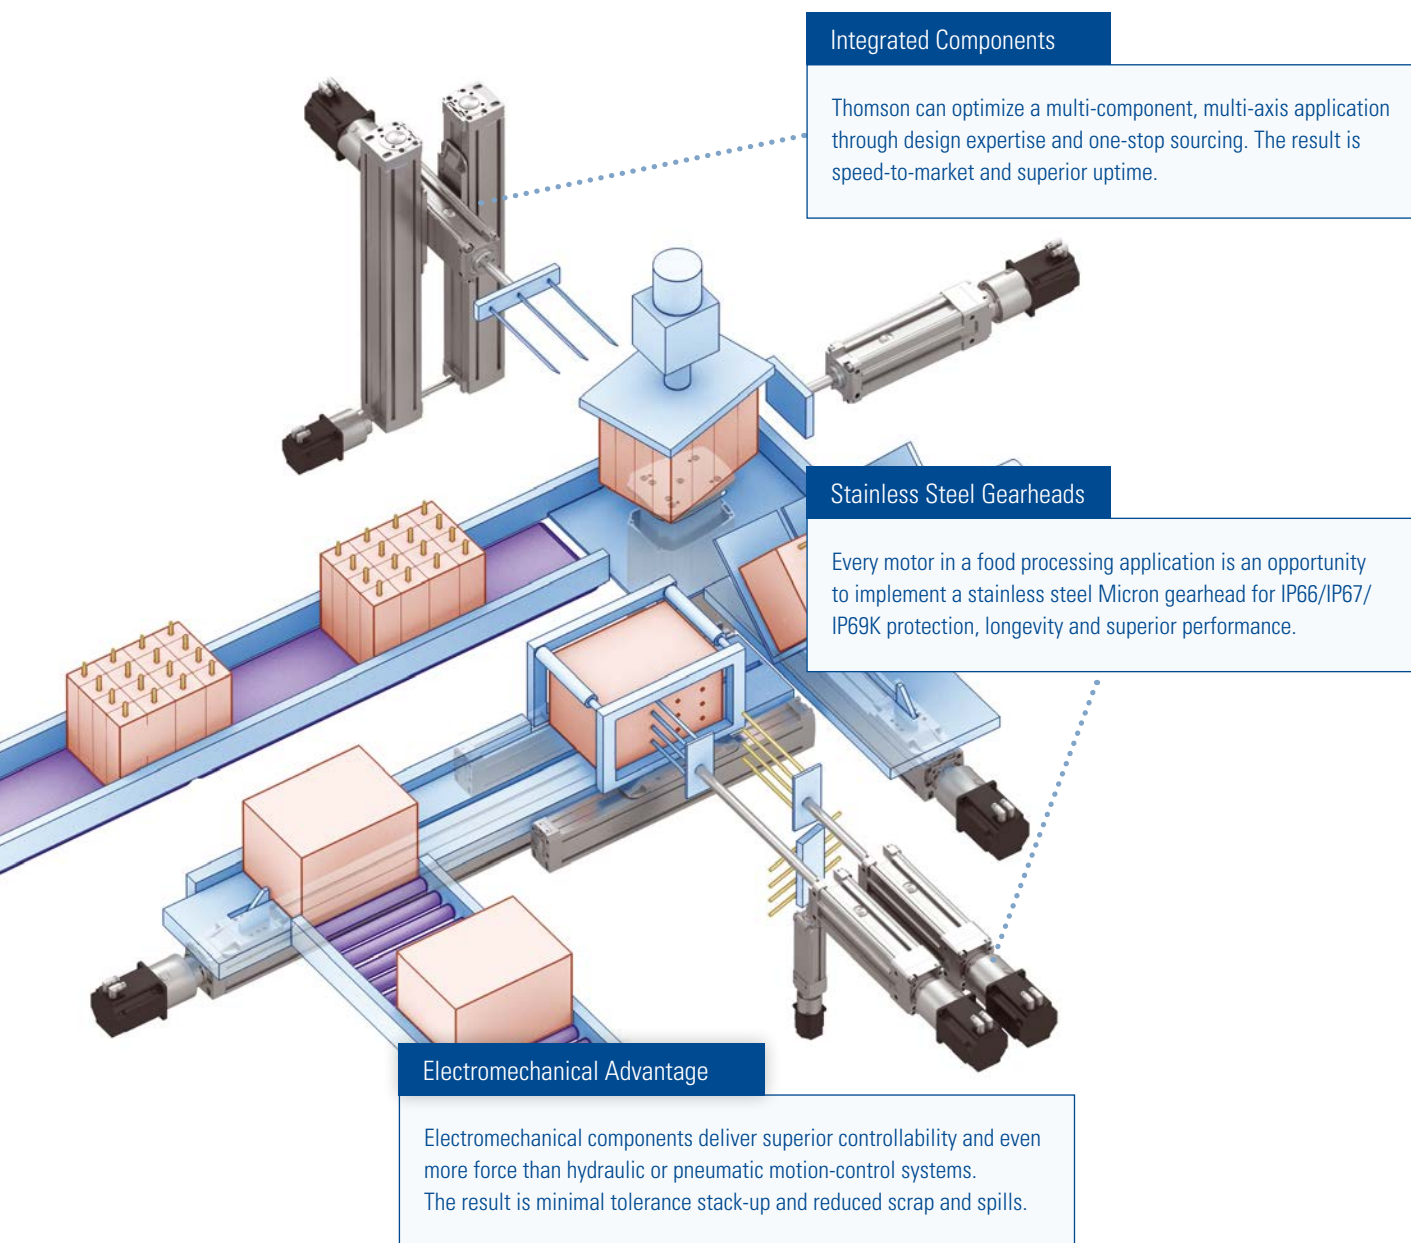 Integrated Components
Thomson can optimize a multi-component, multi-axis application
through design expertise and one-stop sourcing. The result is
speed-to-market and superior uptime.
Stainless Steel Gearheads
Every motor in a food processing application is an opportunity
to implement a stainless steel Micron gearhead for IP66/IP67/
IP69K protection, longevity and superior performance.
Electromechanical Advantage
Electromechanical components deliver superior controllability and even
more force than hydraulic or pneumatic motion-control systems.
The result is minimal tolerance stack-up and reduced scrap and spills.